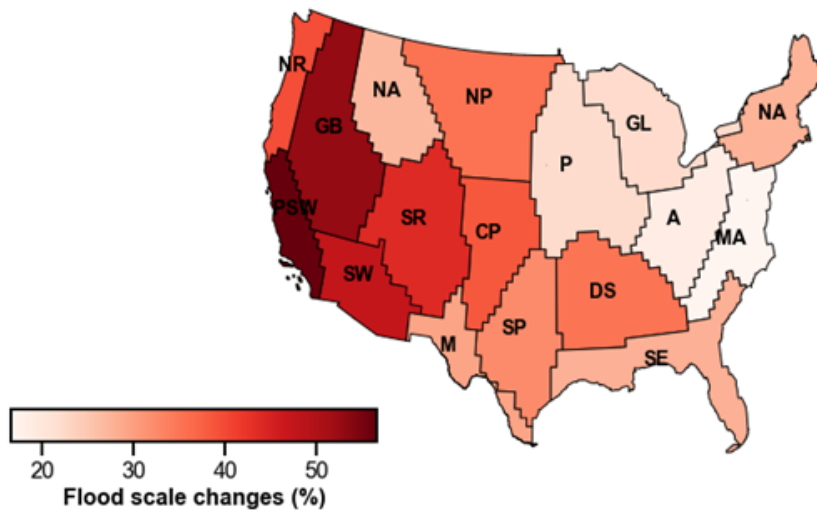 NR
NA
NP
GL
NA
GB
P
PSW
SR
CP
A
MA
SW
DS
SP
M
SE
20 30 40 50
Flood scale changes (%)